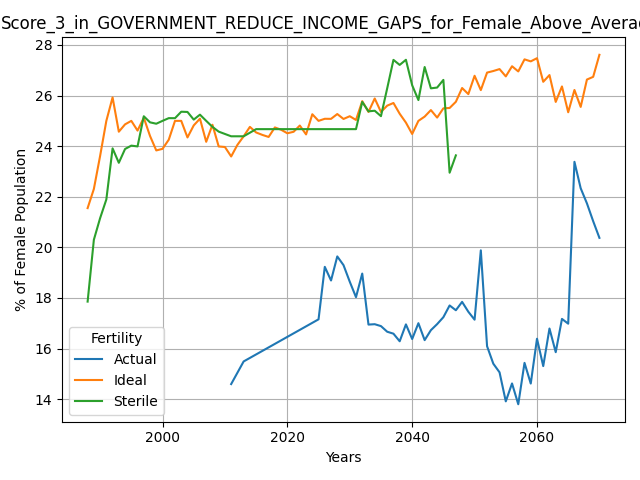 Score_3_in_GOVERNMENT_REDUCE_INCOME_GAPS_for_Female_Above_Avera
% of Female Population
28
26
24
22
20
18
16
14
Fertility
Actual
Ideal
Sterile
2000
2020
2040
2060
Years